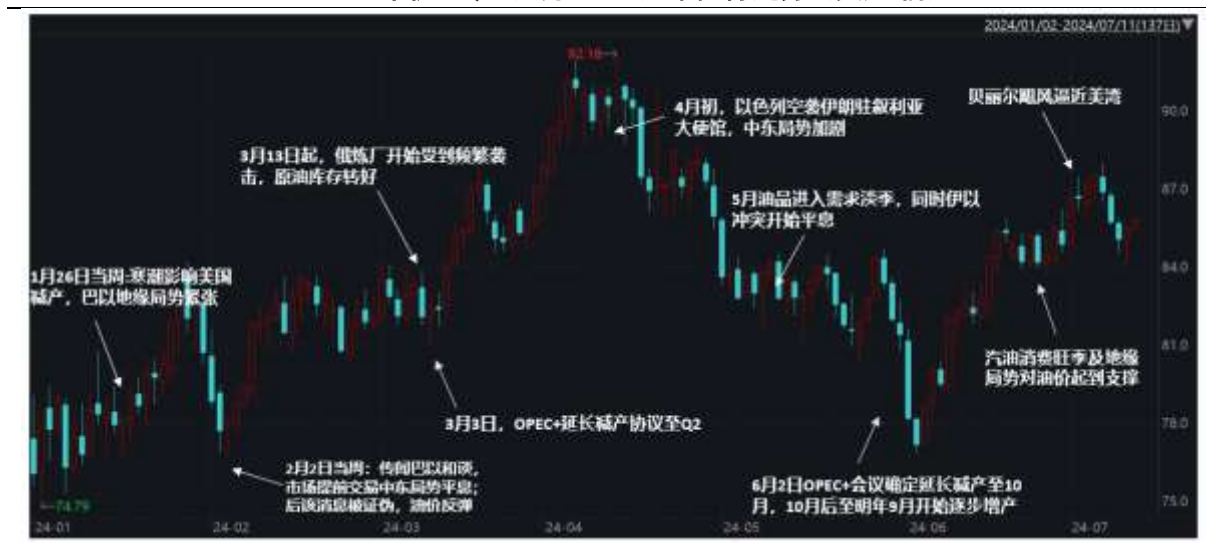 2024/01/02-2024/07/11(137日)▼
92.18→
贝丽尔飓风逼近美湾
4月初，以色列空袭伊朗驻叙利亚
大使馆，中东局势加剧
90.0
3月13日起，俄炼厂开始受到频繁袭
击，原油库存转好
87.0
5月油品进入需求淡季，同时伊以
冲突开始平息
1月26日当周:寒潮影响美国
减产，巴以地缘局势紧张
84.0
81.0
汽油消费旺季及地缘
局势对油价起到支撑
3月3日，OPEC+延长减产协议至Q2
78.0
2月2日当周：传闻巴以和谈，
市场提前交易中东局势平息；
后该消息被证伪，油价反弹
6月2日OPEC+会议确定延长减产至10
月，10月后至明年9月开始逐步增产
←74.79
75.0
24-01 24-02 24-03 24-04 24-05 24-06 24-07